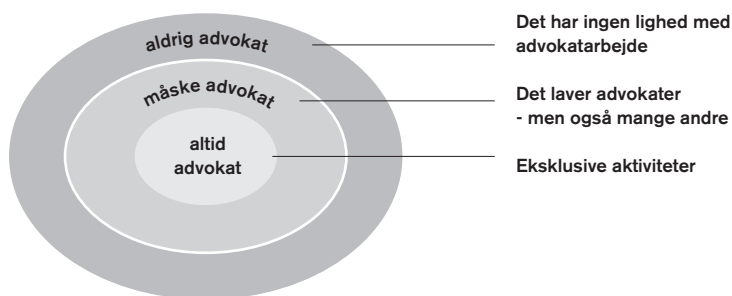 aldrig advokat
Det har ingen lighed med
advokatarbejde
måske advokat
Det laver advokater
- men også mange andre
altid
advokat
Eksklusive aktiviteter